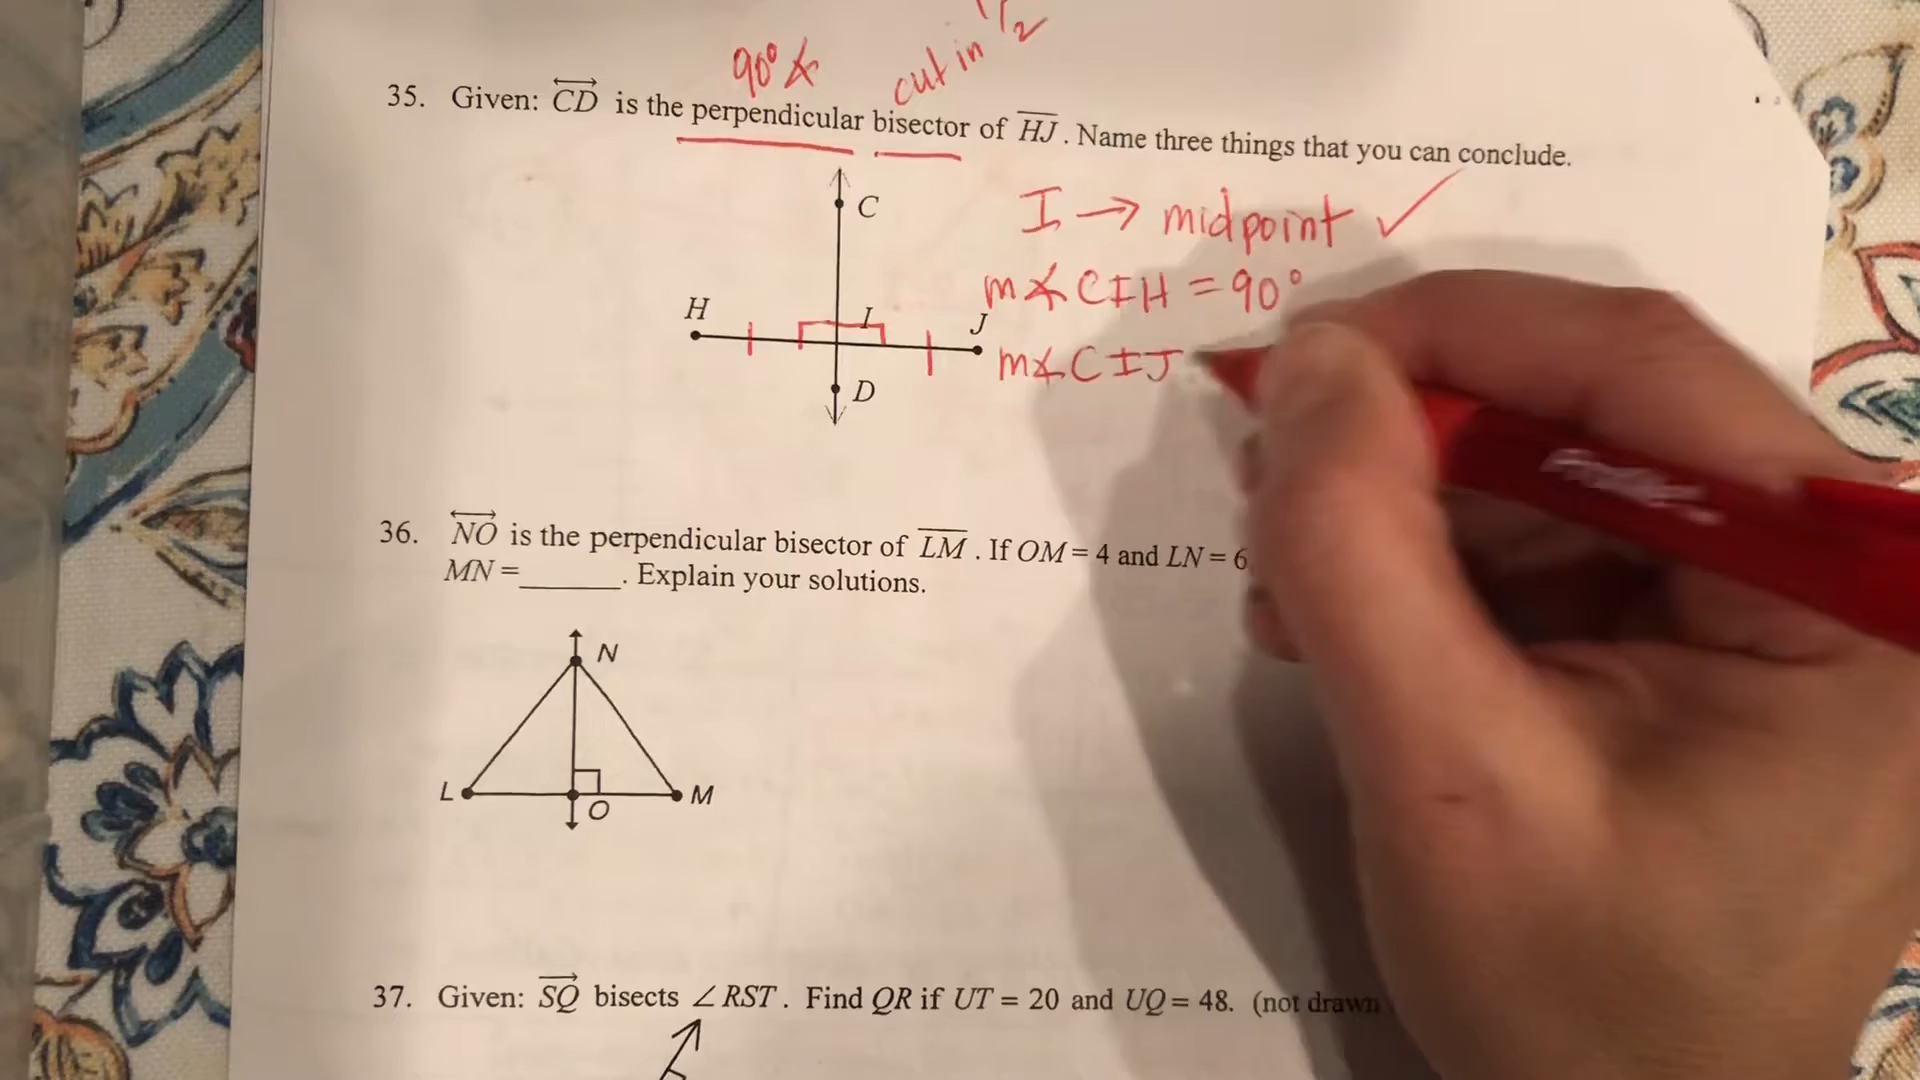 1/2
90°∡ cut in
35. Given: CD is the perpendicular bisector of HJ. Name three things that you can conclude.
C
I → midpoint ✓
m∡CIH = 90°
H
I
J
m∡CIJ
D
36. NO is the perpendicular bisector of LM. If OM = 4 and LN = 6
MN = ______. Explain your solutions.
N
L
M
O
37. Given: SQ bisects ∠RST. Find QR if UT = 20 and UQ = 48. (not drawn